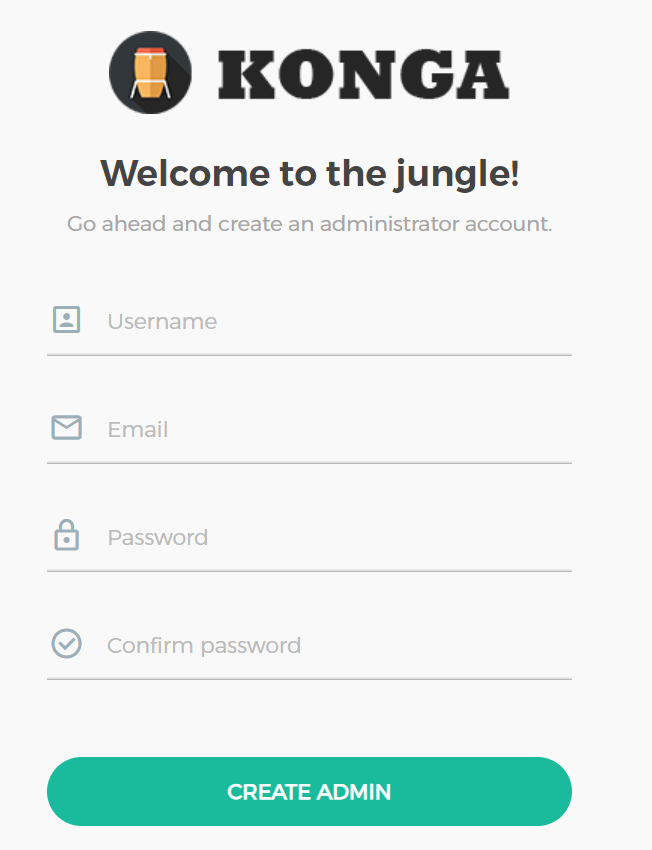 KONGA
Welcome to the jungle!
Go ahead and create an administrator account.
Username
Email
Password
Confirm password
CREATE ADMIN